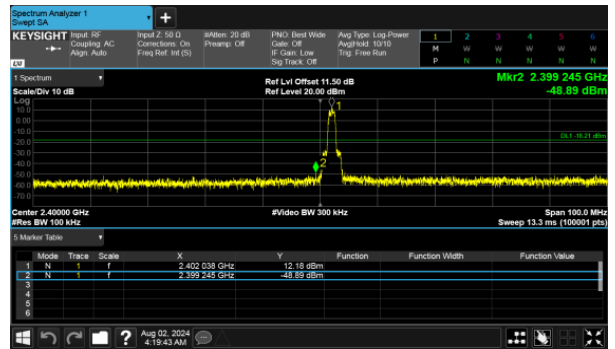 Spectrum Analyzer 1
Swept SA
KEYSIGHT Input: RF Input Z: 50 Ω #Atten: 20 dB PNO: Best Wide Avg Type: Log-Power 1 2 3 4 5 6
Coupling: AC Corrections: On Preamp: Off Gate: Off Avg|Hold: 10/10 M W W W W W
Align: Auto Freq Ref: Int (S) IF Gain: Low Trig: Free Run
Sig Track: Off P N N N N N
LXI
1 Spectrum Ref Lvl Offset 11.50 dB Mkr2 2.399 245 GHz
Scale/Div 10 dB Ref Level 20.00 dBm -48.89 dBm
Log
10.0 1
0.00
-10.0
DL1 -18.21 dBm
-20.0
-30.0
-40.0 2
-50.0
-60.0
-70.0
Center 2.40000 GHz #Video BW 300 kHz Span 100.0 MHz
#Res BW 100 kHz Sweep 13.3 ms (100001 pts)
5 Marker Table
Mode Trace Scale X Y Function Function Width Function Value
1 N 1 f 2.402 038 GHz 12.18 dBm
2 N 1 f 2.399 245 GHz -48.89 dBm
3
4
5
6
? Aug 02, 2024
4:19:43 AM